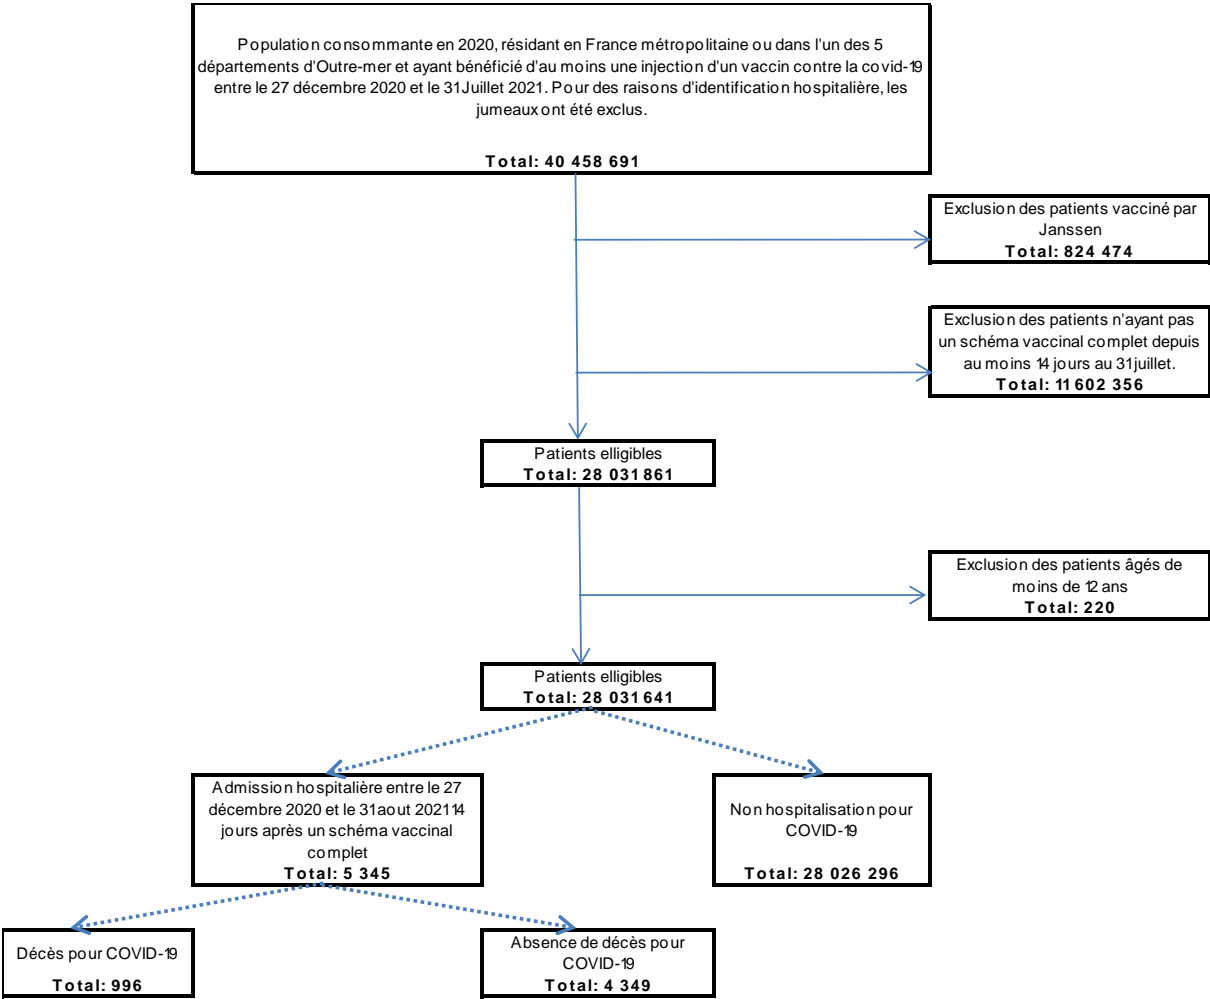 Population consommante en 2020, résidant en France métropolitaine ou dans l'un des 5
départements d'Outre-mer et ayant bénéficié d'au moins une injection d'un vaccin contre la covid-19
entre le 27 décembre 2020 et le 31 Juillet 2021. Pour des raisons d'identification hospitalière, les
jumeaux ont été exclus.
Total: 40 458 691
Exclusion des patients vacciné par
Janssen
Total: 824 474
Exclusion des patients n'ayant pas
un schéma vaccinal complet depuis
au moins 14 jours au 31 juillet.
Total: 11 602 356
Patients elligibles
Total: 28 031 861
Exclusion des patients âgés de
moins de 12 ans
Total: 220
Patients elligibles
Total: 28 031 641
Admission hospitalière entre le 27
décembre 2020 et le 31 aout 2021 14
jours après un schéma vaccinal
complet
Total: 5 345
Non hospitalisation pour
COVID-19
Total: 28 026 296
Décès pour COVID-19
Total: 996
Absence de décès pour
COVID-19
Total: 4 349